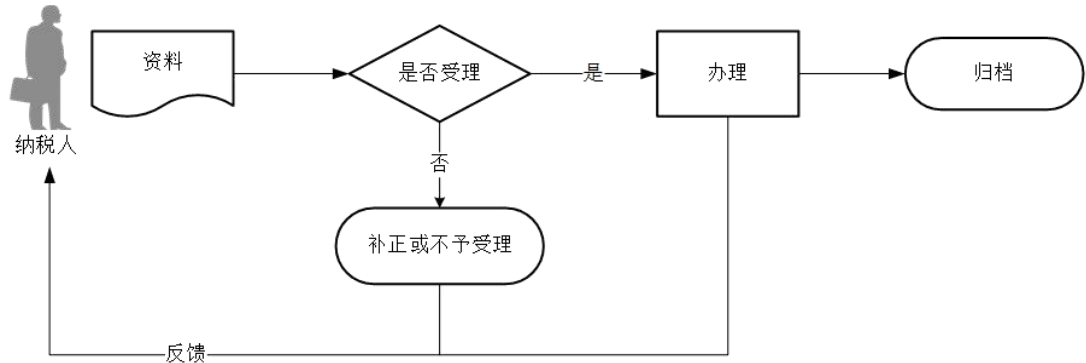 资料
是否受理
是
办理
归档
纳税人
否
补正或不予受理
反馈